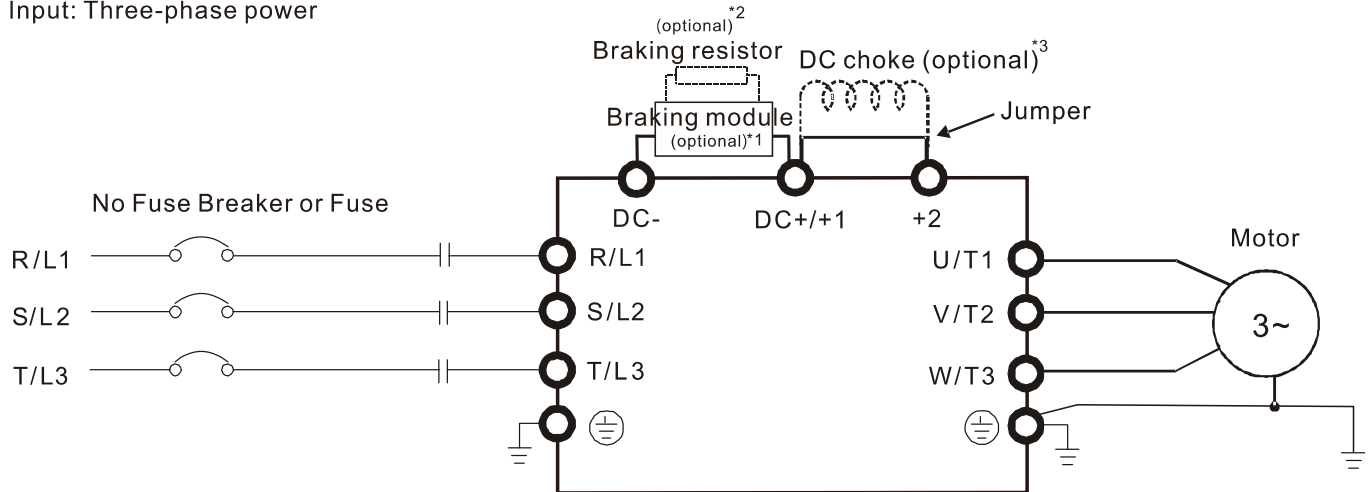 Input: Three-phase power
(optional)*2
Braking resistor
DC choke (optional)*3
Braking module
(optional)*1
Jumper
No Fuse Breaker or Fuse
DC-
DC+/+1
+2
Motor
R/L1
R/L1
U/T1
S/L2
S/L2
V/T2
3~
T/L3
T/L3
W/T3